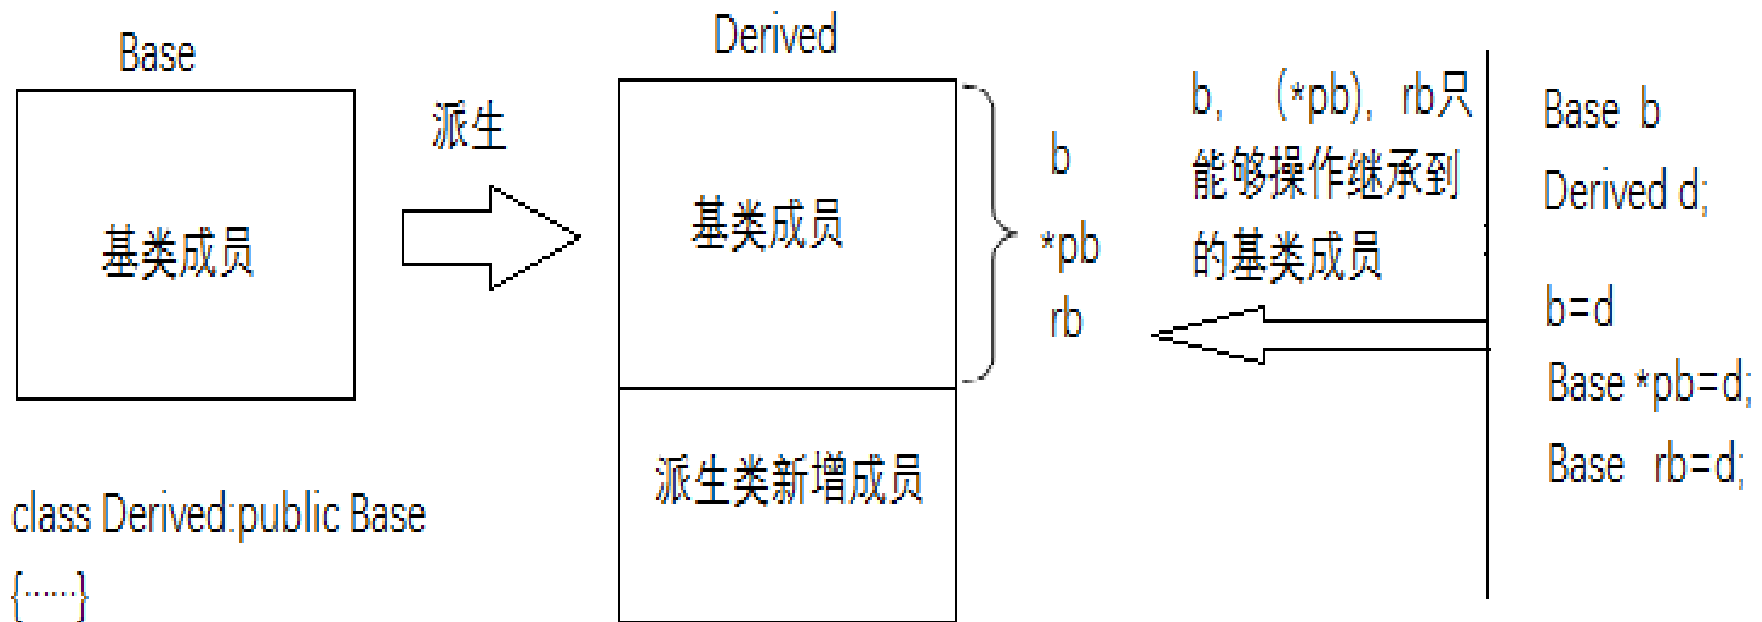 Base
基类成员
class Derived:public Base
{······}
派生
Derived
基类成员
派生类新增成员
b
*pb
rb
b, (*pb), rb只
能够操作继承到
的基类成员
Base b
Derived d;
b=d
Base *pb=d;
Base rb=d;